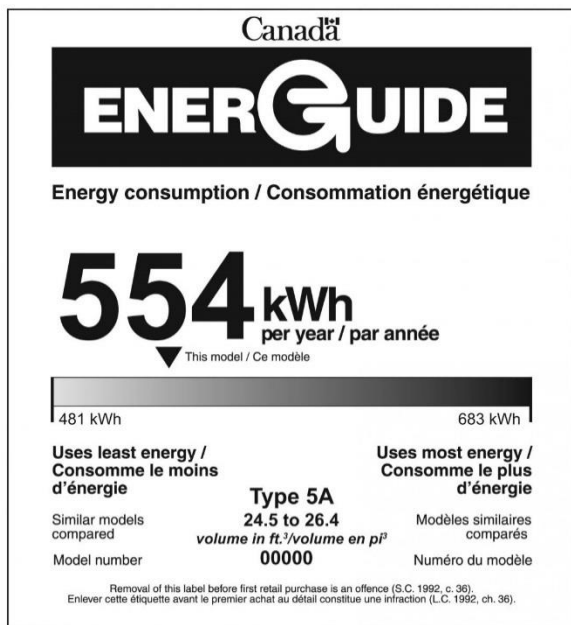 Canada
ENERGUIDE
Energy consumption / Consommation énergétique
554 kWh
per year / par année
This model / Ce modèle
481 kWh 683 kWh
Uses least energy / Uses most energy /
Consomme le moins Consomme le plus
d'énergie d'énergie
Type 5A
Similar models 24.5 to 26.4 Modèles similaires
compared volume in ft.³/volume en pi³ comparés
Model number 00000 Numéro du modèle
Removal of this label before first retail purchase is an offence (S.C. 1992, c. 36).
Enlever cette étiquette avant le premier achat au détail constitue une infraction (L.C. 1992, ch. 36).